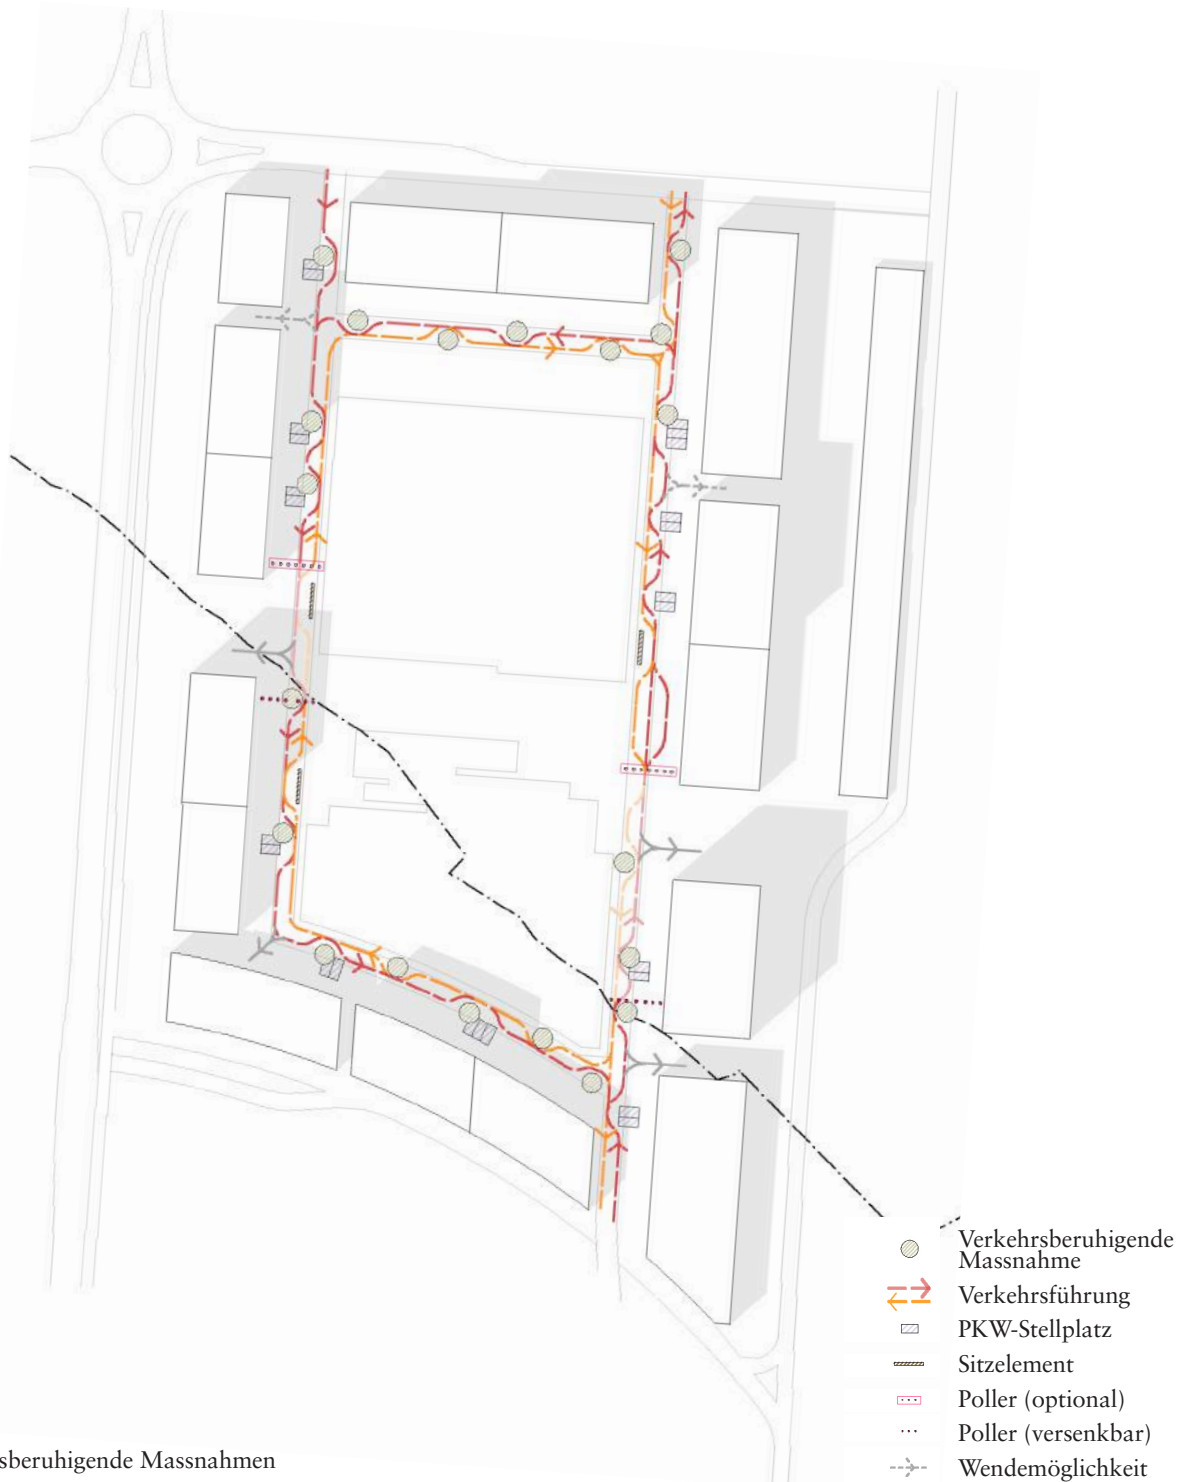 Verkehrsberuhigende
Massnahme
Verkehrsführung
PKW-Stellplatz
Sitzelement
Poller (optional)
Poller (versenkbar)
Wendemöglichkeit
sberuhigende Massnahmen